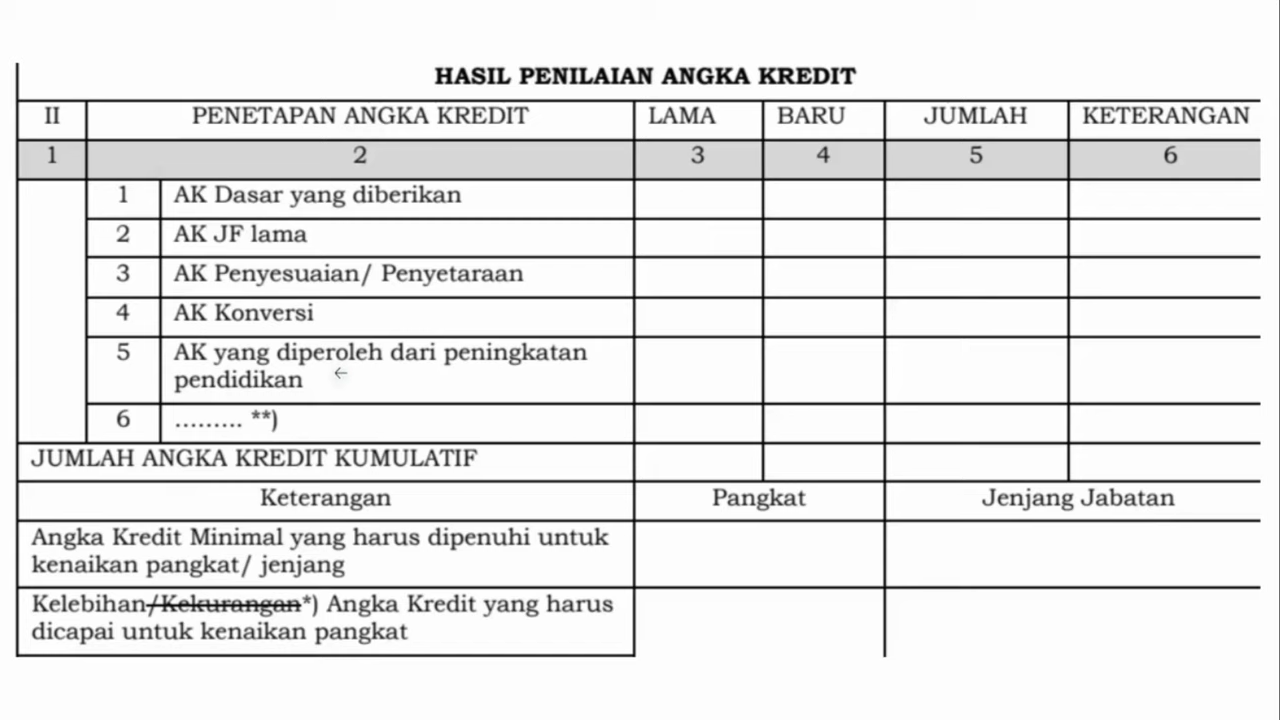 HASIL PENILAIAN ANGKA KREDIT
II PENETAPAN ANGKA KREDIT LAMA BARU JUMLAH KETERANGAN
1 2 3 4 5 6
1 AK Dasar yang diberikan
2 AK JF lama
3 AK Penyesuaian/ Penyetaraan
4 AK Konversi
5 AK yang diperoleh dari peningkatan
pendidikan
6 ......... **)
JUMLAH ANGKA KREDIT KUMULATIF
Keterangan Pangkat Jenjang Jabatan
Angka Kredit Minimal yang harus dipenuhi untuk
kenaikan pangkat/ jenjang
Kelebihan/Kekurangan*) Angka Kredit yang harus
dicapai untuk kenaikan pangkat